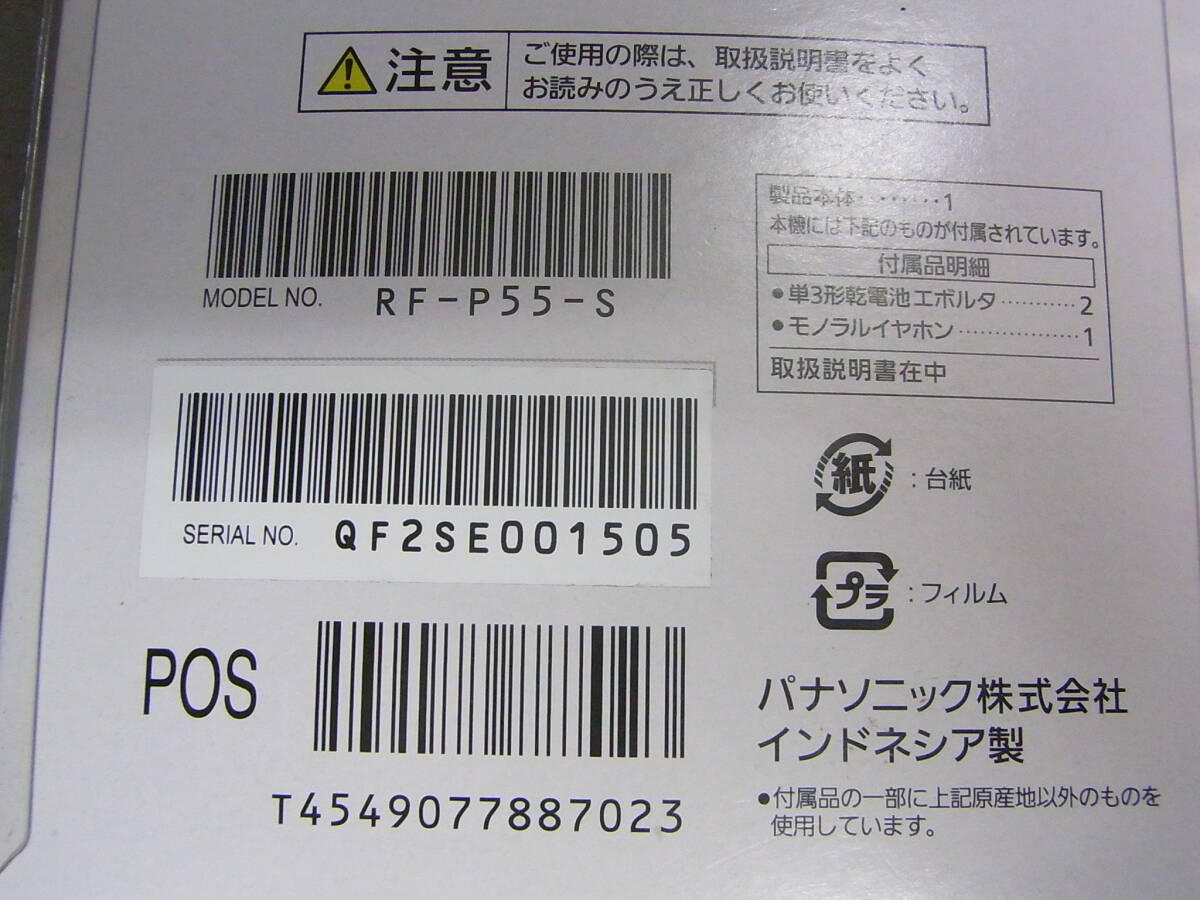 注意
ご使用の際は、取扱説明書をよく
お読みのうえ正しくお使いください。
MODEL NO. RF-P55-S
製品本体········1
本機には下記のものが付属されています。
付属品明細
●単3形乾電池エボルタ···········2
●モノラルイヤホン·················1
取扱説明書在中
SERIAL NO. QF2SE001505
紙:台紙
プラ:フィルム
POS
T4549077887023
パナソニック株式会社
インドネシア製
●付属品の一部に上記原産地以外のものを
使用しています。